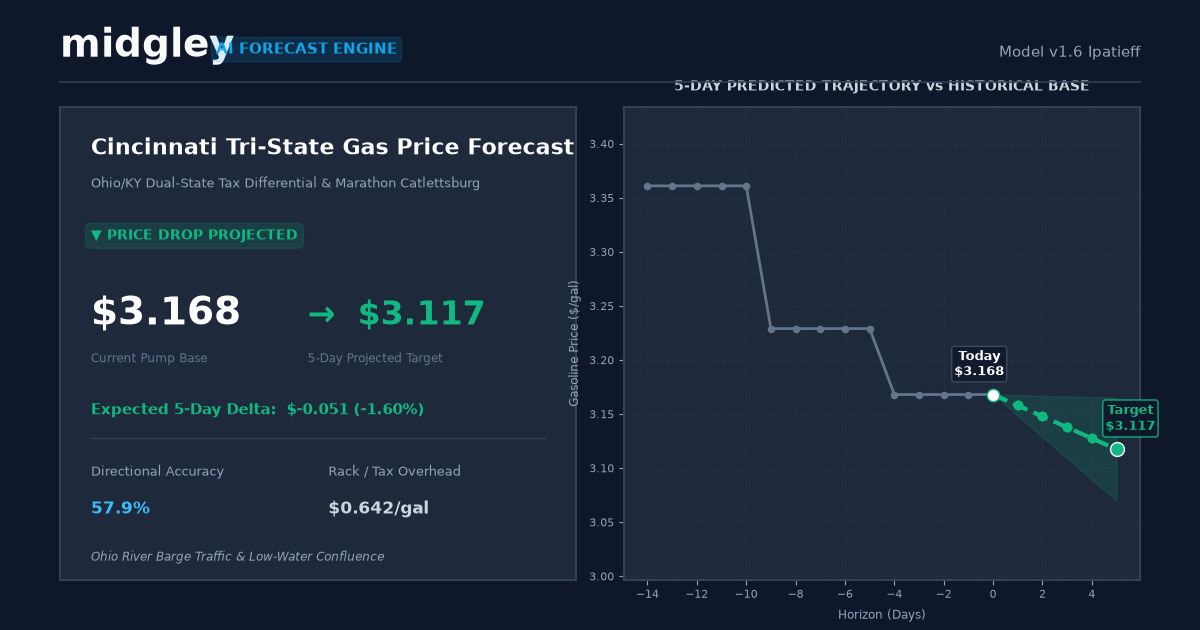 midgley
AI FORECAST ENGINE
Model v1.6 Ipatieff
Cincinnati Tri-State Gas Price Forecast
Ohio/KY Dual-State Tax Differential & Marathon Catlettsburg
▼ PRICE DROP PROJECTED
$3.168
→ $3.117
Current Pump Base
5-Day Projected Target
Expected 5-Day Delta: $-0.051 (-1.60%)
Directional Accuracy
Rack / Tax Overhead
57.9%
$0.642/gal
Ohio River Barge Traffic & Low-Water Confluence
5-DAY PREDICTED TRAJECTORY vs HISTORICAL BASE
Gasoline Price ($/gal)
3.40
3.35
3.30
3.25
3.20
3.15
3.10
3.05
3.00
Today
$3.168
Target
$3.117
−14 −12 −10 −8 −6 −4 −2 0 2 4
Horizon (Days)